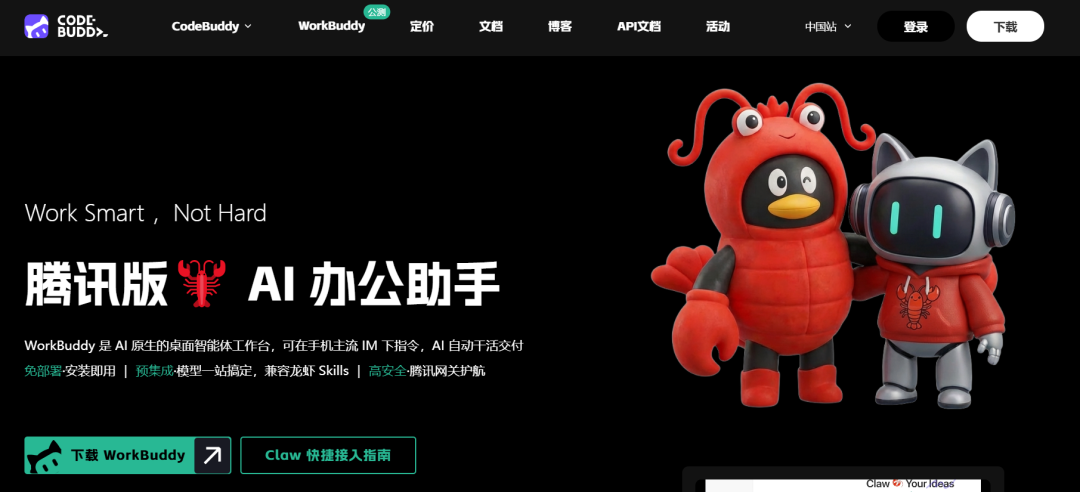 CODE-
BUDD>_
CodeBuddy
WorkBuddy
公测
定价
文档
博客
API文档
活动
中国站
登录
下载
Work Smart ，Not Hard
腾讯版 AI 办公助手
WorkBuddy 是 AI 原生的桌面智能体工作台，可在手机主流 IM 下指令，AI 自动干活交付
免部署·安装即用 | 预集成·模型一站搞定，兼容龙虾 Skills | 高安全·腾讯网关护航
下载 WorkBuddy
Claw 快捷接入指南
Claw Your Ideas